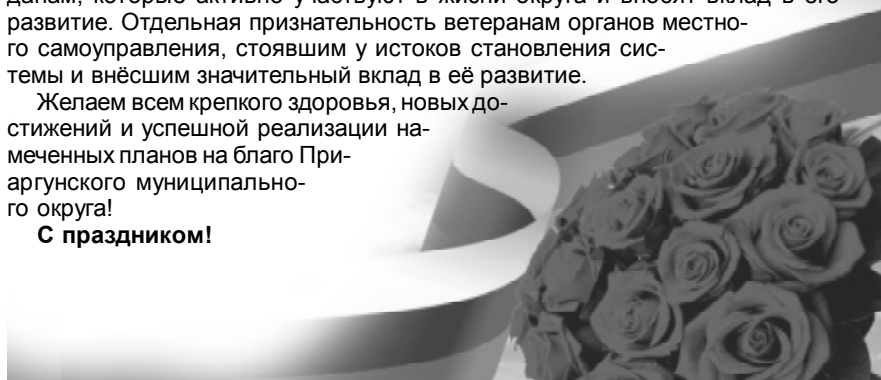 данам, которые активно участвуют в жизни округа и вносят вклад в его
развитие. Отдельная признательность ветеранам органов местно-
го самоуправления, стоявшим у истоков становления сис-
темы и внёсшим значительный вклад в её развитие.
Желаем всем крепкого здоровья, новых до-
стижений и успешной реализации на-
меченных планов на благо При-
аргунского муниципально-
го округа!
С праздником!